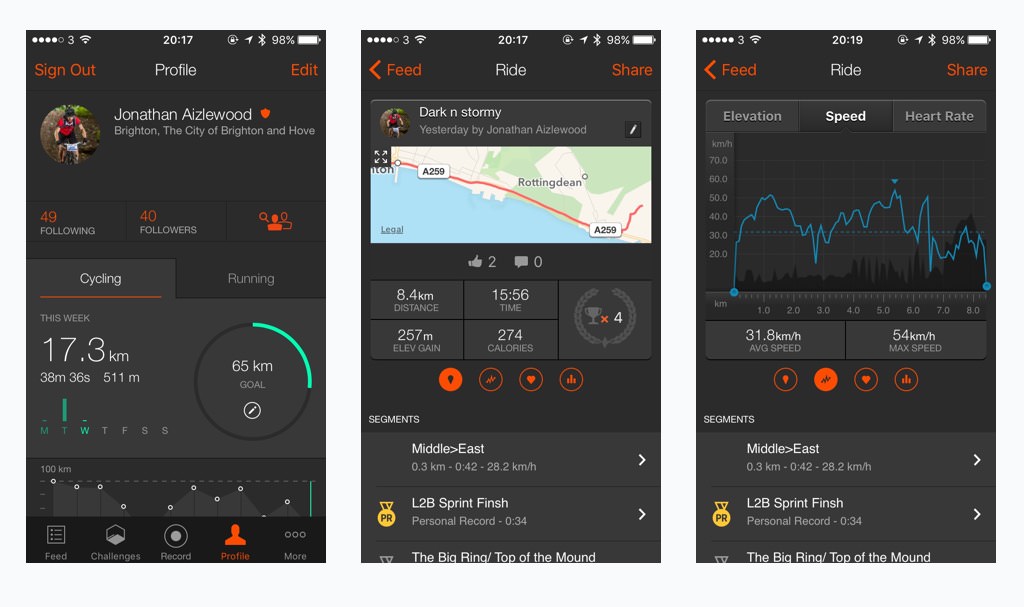 3 20:17 98%
Sign Out Profile Edit
Jonathan Aizlewood
Brighton, The City of Brighton and Hove
49
FOLLOWING
40
FOLLOWERS
Cycling Running
THIS WEEK
17.3 km
38m 36s 511 m
65 km
GOAL
M T W T F S S
100 km
Feed Challenges Record Profile More
3 20:17 98%
Feed Ride Share
Dark n stormy
Yesterday by Jonathan Aizlewood
A259
Rottingdean
Legal
A259
2 0
8.4km
DISTANCE
15:56
TIME
257m
ELEV GAIN
274
CALORIES
x 4
SEGMENTS
Middle>East
0.3 km - 0:42 - 28.2 km/h
PR
L2B Sprint Finsh
Personal Record - 0:34
The Big Ring/ Top of the Mound
3 20:19 98%
Feed Ride Share
Elevation Speed Heart Rate
km/h
70.0
60.0
50.0
40.0
30.0
20.0
km 1.0 2.0 3.0 4.0 5.0 6.0 7.0 8.0
31.8km/h
AVG SPEED
54km/h
MAX SPEED
SEGMENTS
Middle>East
0.3 km - 0:42 - 28.2 km/h
PR
L2B Sprint Finsh
Personal Record - 0:34
The Big Ring/ Top of the Mound